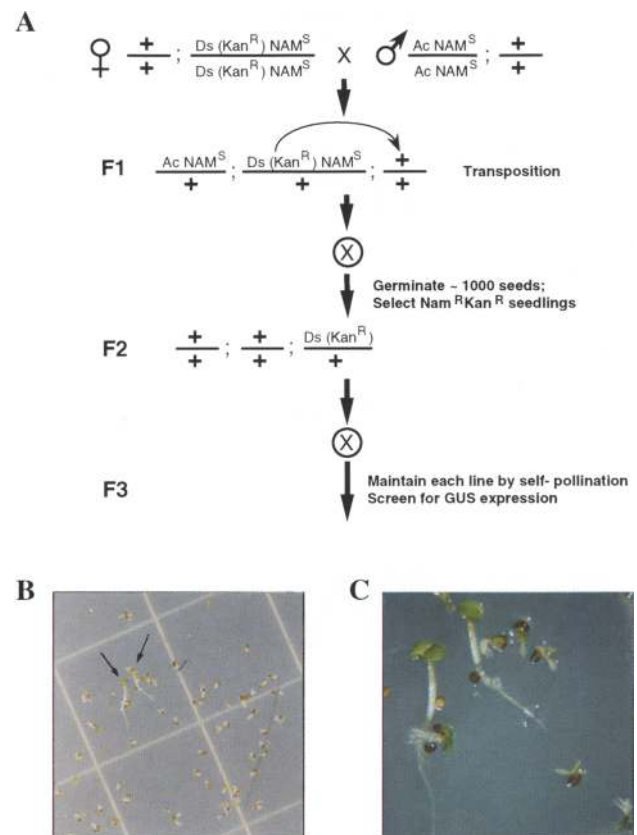 A
♀ + / + ; Ds (Kan^R) NAM^S / Ds (Kan^R) NAM^S X ♂ Ac NAM^S / Ac NAM^S ; + / +
F1 Ac NAM^S / + ; Ds (Kan^R) NAM^S / + ; + / + Transposition
X
Germinate ~ 1000 seeds;
Select Nam^R Kan^R seedlings
F2 + / + ; + / + ; Ds (Kan^R) / +
X
F3 Maintain each line by self- pollination
Screen for GUS expression
B C